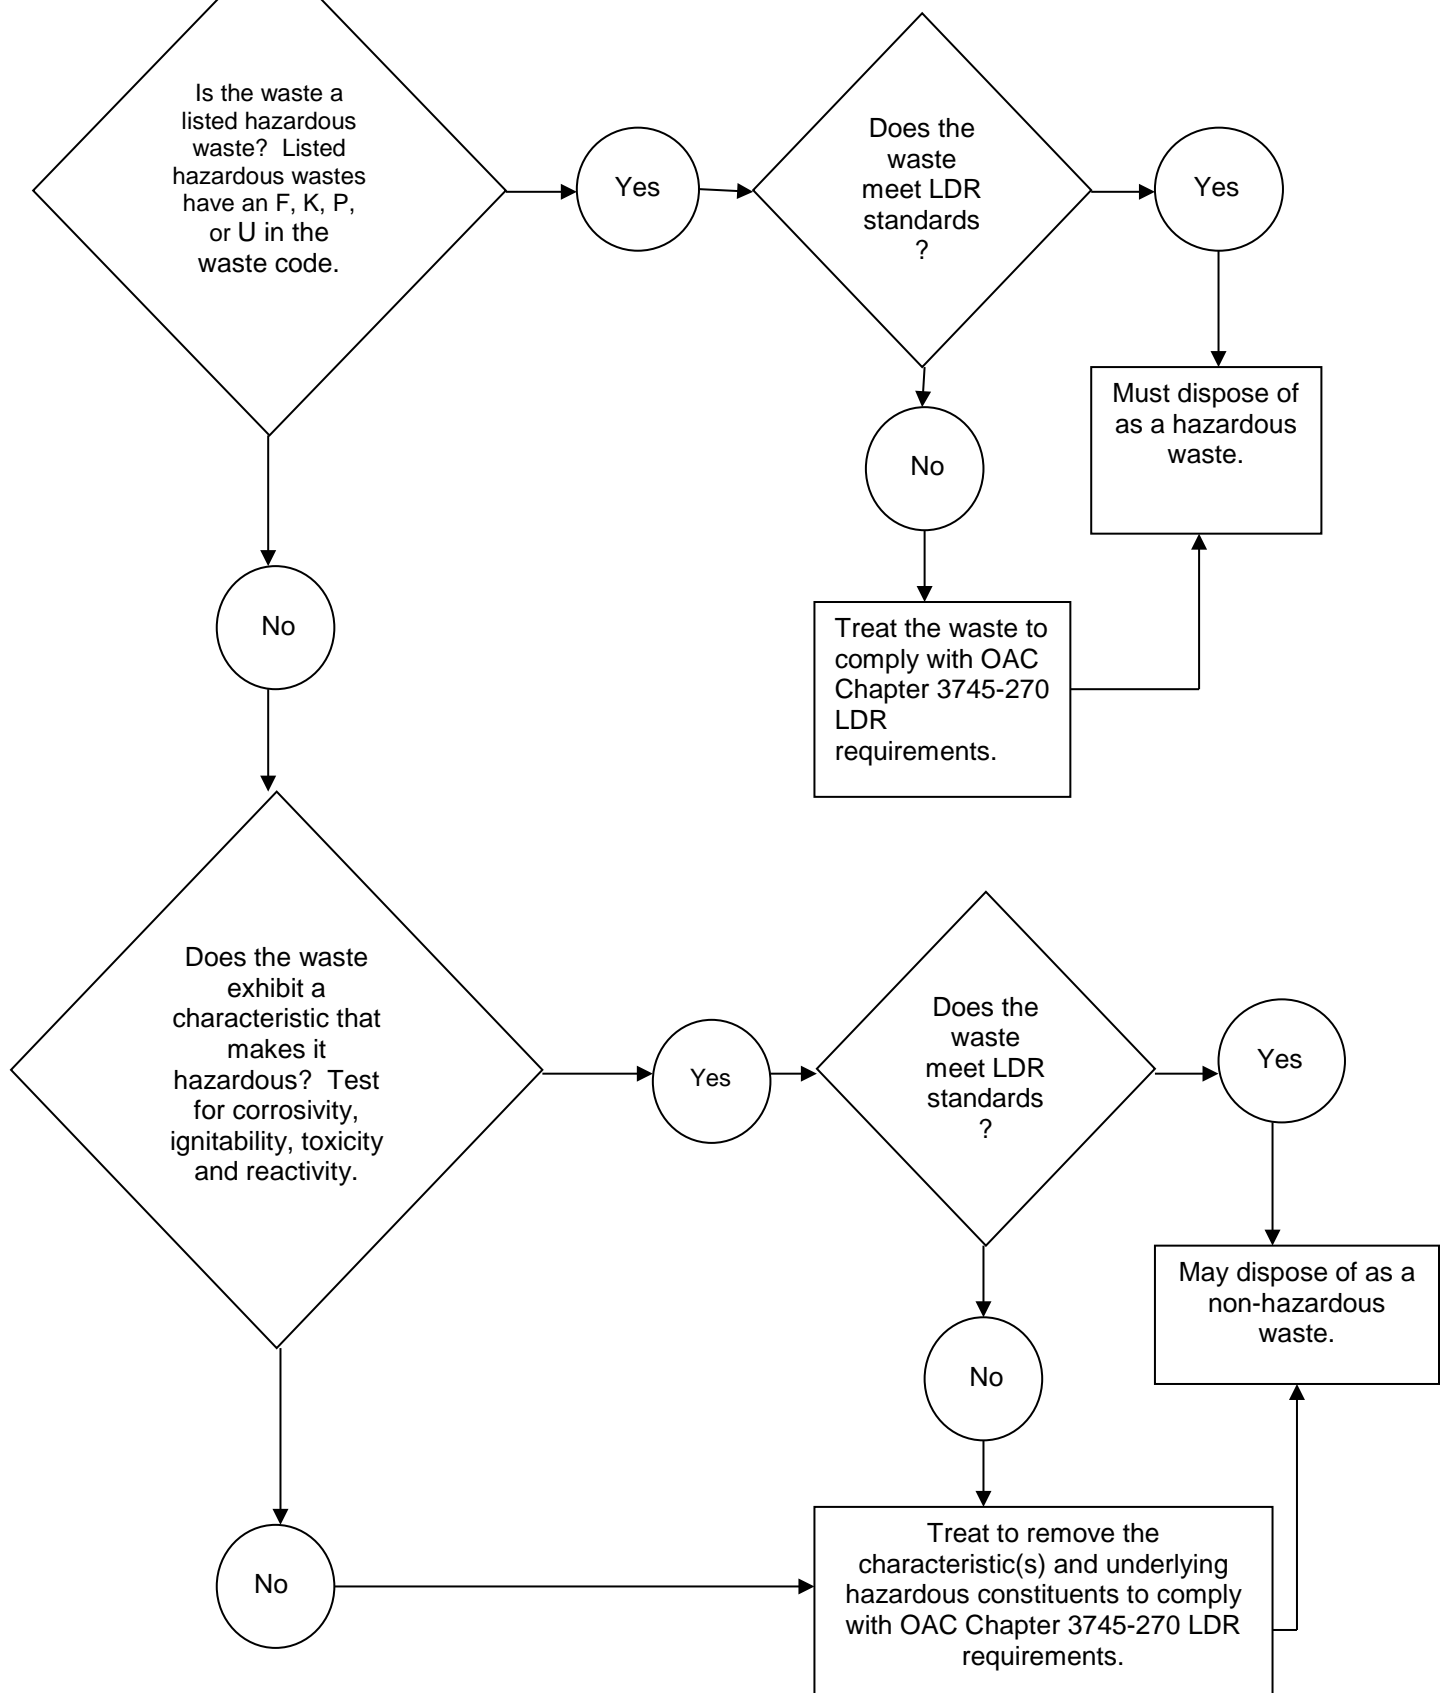 Is the waste a
listed hazardous
waste?  Listed
hazardous wastes
have an F, K, P,
or U in the
waste code.
Yes
Does the
waste
meet LDR
standards
?
Yes
Must dispose of
as a hazardous
waste.
No
Treat the waste to
comply with OAC
Chapter 3745-270
LDR
requirements.
No
Does the waste
exhibit a
characteristic that
makes it
hazardous?  Test
for corrosivity,
ignitability, toxicity
and reactivity.
Yes
Does the
waste
meet LDR
standards
?
Yes
May dispose of as a
non-hazardous
waste.
No
No
Treat to remove the
characteristic(s) and underlying
hazardous constituents to comply
with OAC Chapter 3745-270 LDR
requirements.